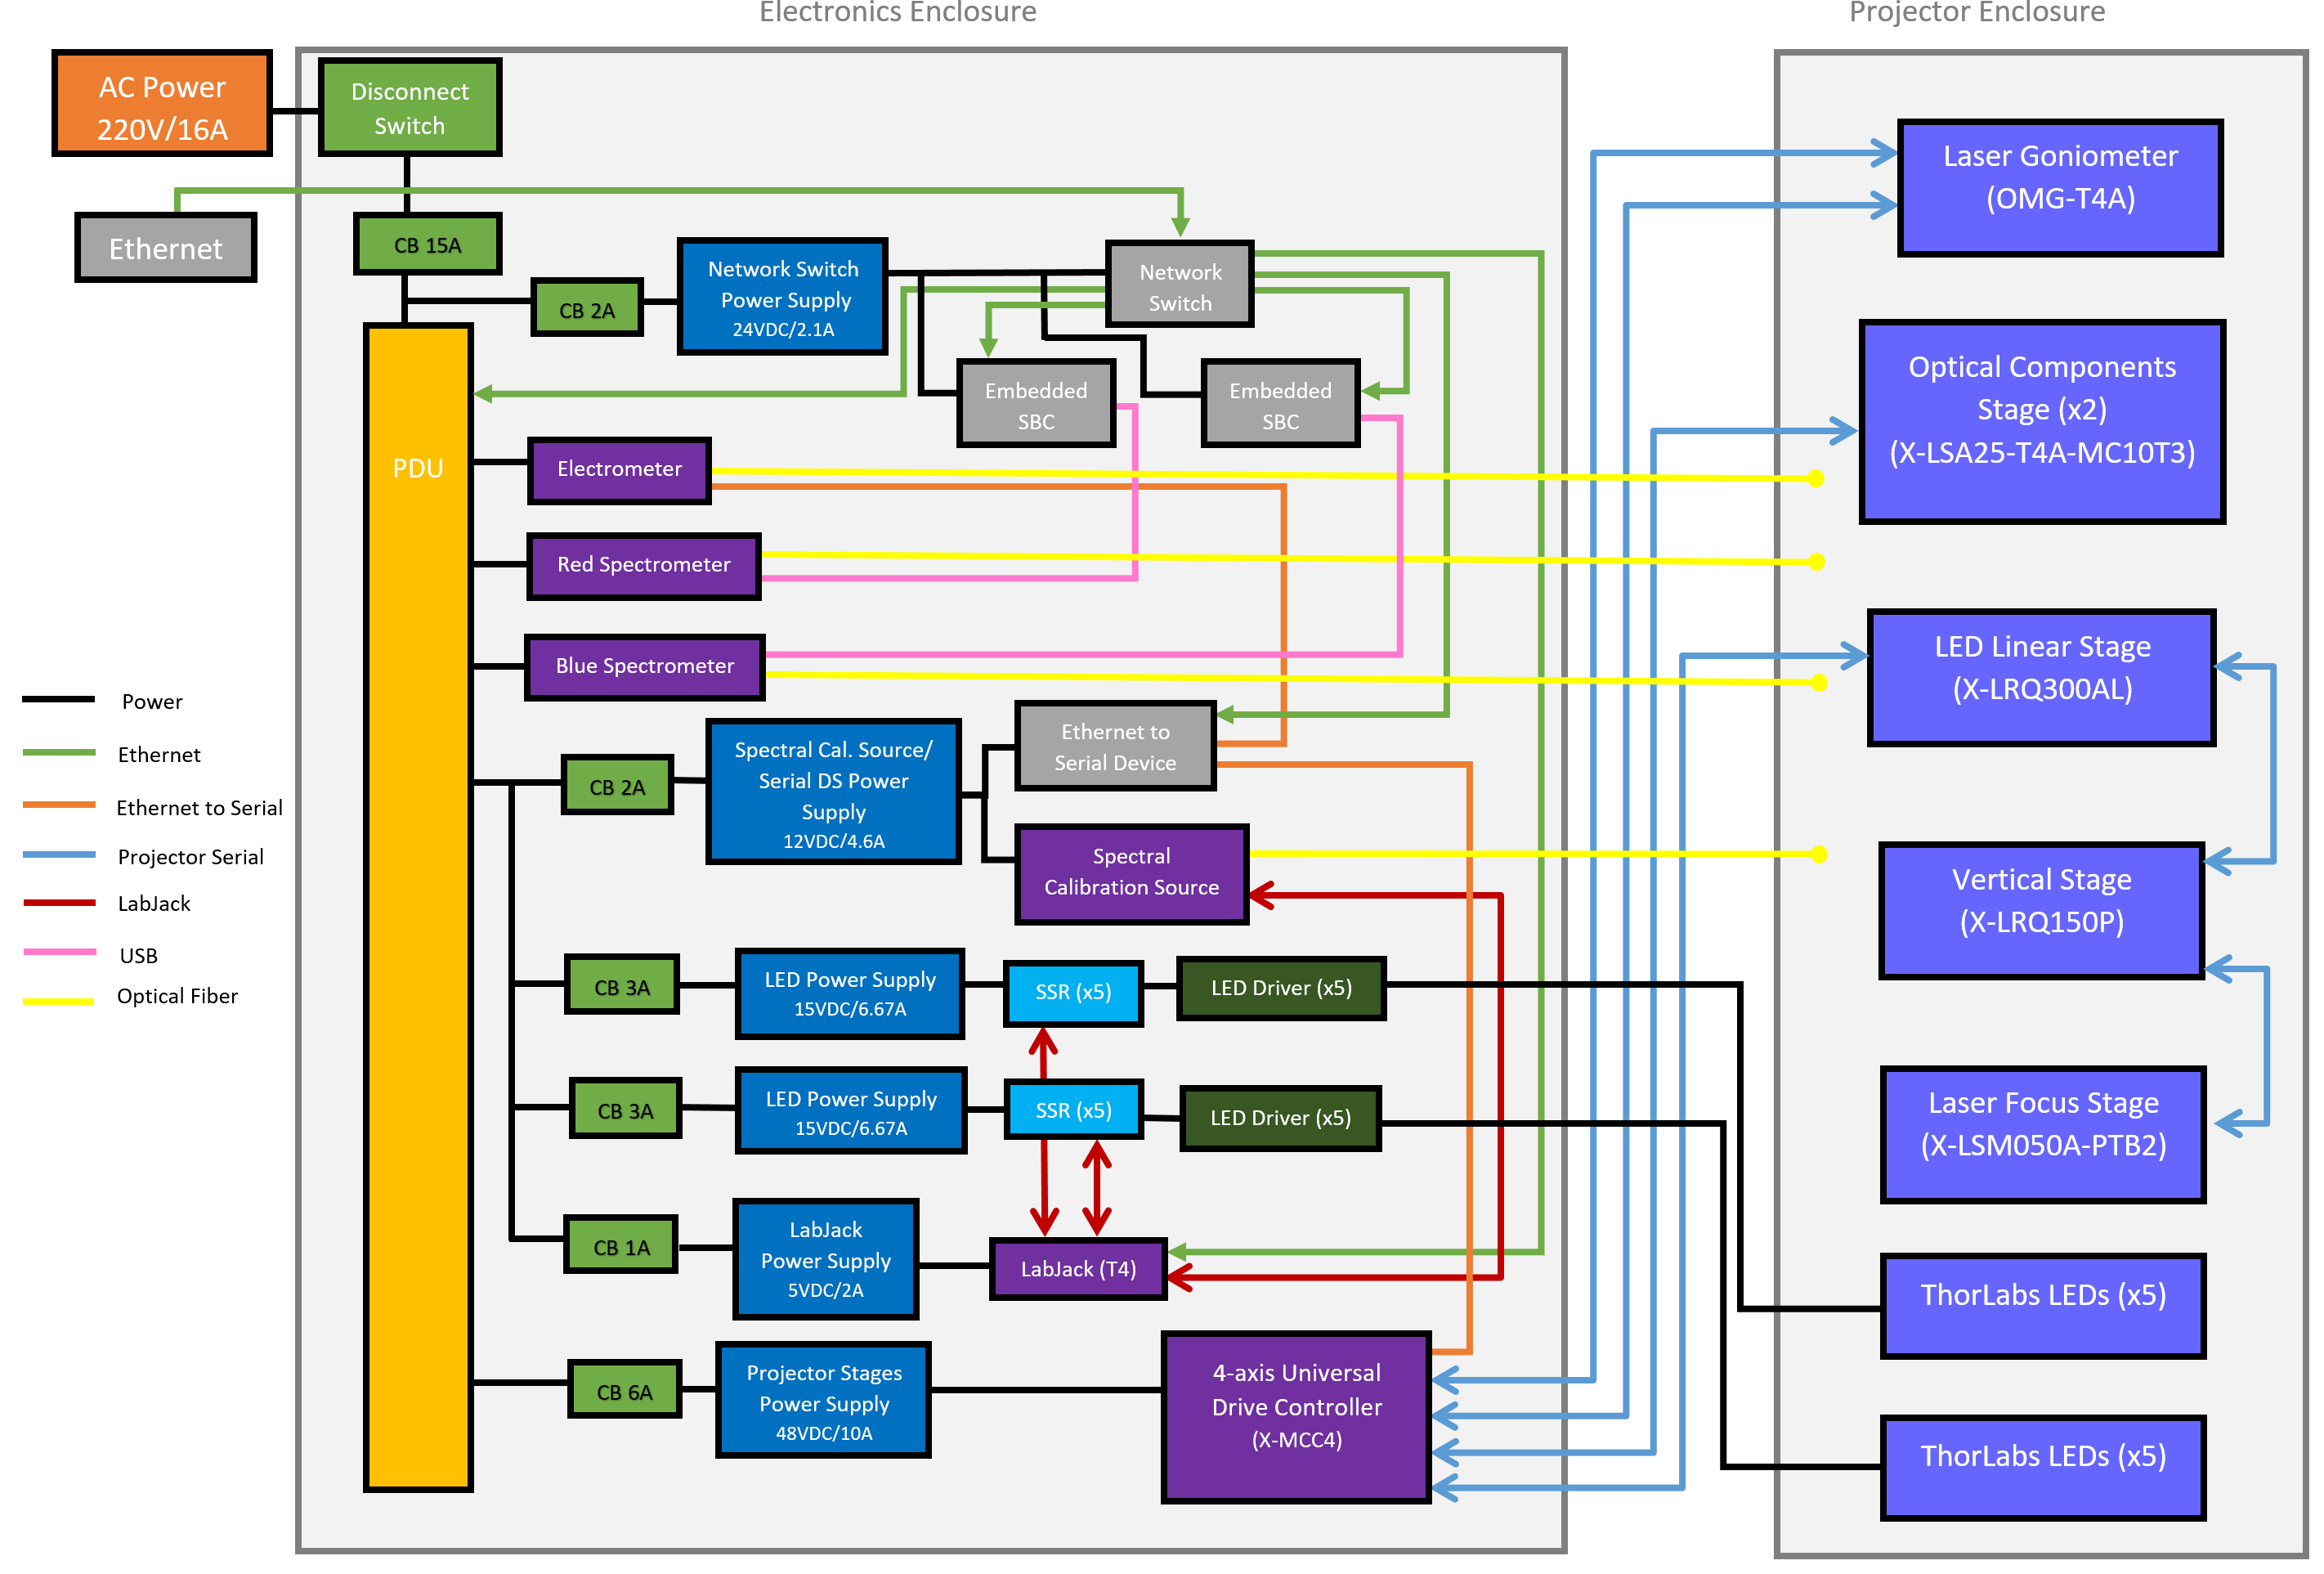 Electronics Enclosure
Projector Enclosure
AC Power
220V/16A
Disconnect
Switch
Ethernet
CB 15A
CB 2A
Network Switch
Power Supply
24VDC/2.1A
Network
Switch
Embedded
SBC
Embedded
SBC
PDU
Electrometer
Red Spectrometer
Blue Spectrometer
CB 2A
Spectral Cal. Source/
Serial DS Power
Supply
12VDC/4.6A
Ethernet to
Serial Device
Spectral
Calibration Source
CB 3A
LED Power Supply
15VDC/6.67A
SSR (x5)
LED Driver (x5)
CB 3A
LED Power Supply
15VDC/6.67A
SSR (x5)
LED Driver (x5)
CB 1A
LabJack
Power Supply
5VDC/2A
LabJack (T4)
CB 6A
Projector Stages
Power Supply
48VDC/10A
4-axis Universal
Drive Controller
(X-MCC4)
Laser Goniometer
(OMG-T4A)
Optical Components
Stage (x2)
(X-LSA25-T4A-MC10T3)
LED Linear Stage
(X-LRQ300AL)
Vertical Stage
(X-LRQ150P)
Laser Focus Stage
(X-LSM050A-PTB2)
ThorLabs LEDs (x5)
ThorLabs LEDs (x5)
Power
Ethernet
Ethernet to Serial
Projector Serial
LabJack
USB
Optical Fiber